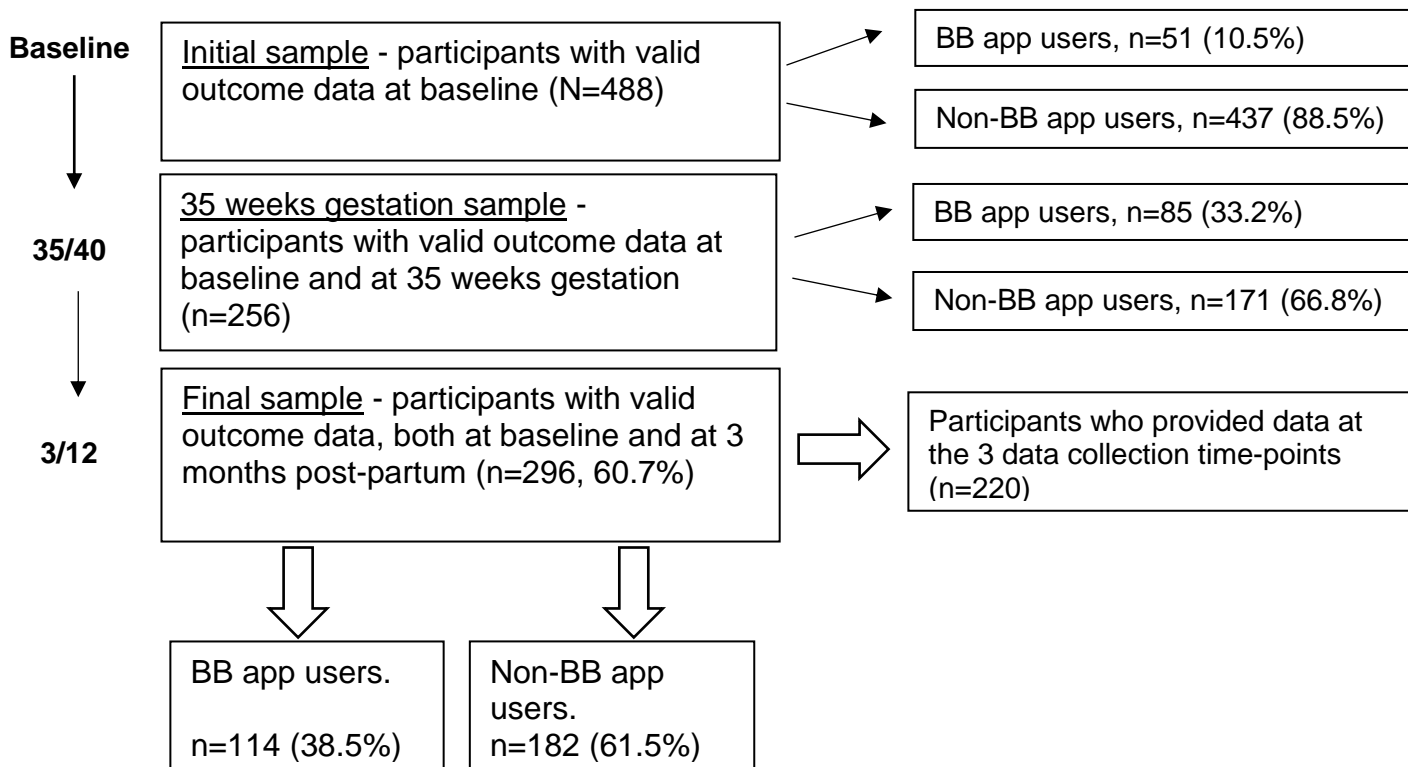 Baseline
Initial sample - participants with valid
outcome data at baseline (N=488)
BB app users, n=51 (10.5%)
Non-BB app users, n=437 (88.5%)
35/40
35 weeks gestation sample -
participants with valid outcome data at
baseline and at 35 weeks gestation
(n=256)
BB app users, n=85 (33.2%)
Non-BB app users, n=171 (66.8%)
3/12
Final sample - participants with valid
outcome data, both at baseline and at 3
months post-partum (n=296, 60.7%)
Participants who provided data at
the 3 data collection time-points
(n=220)
BB app users.
n=114 (38.5%)
Non-BB app
users.
n=182 (61.5%)